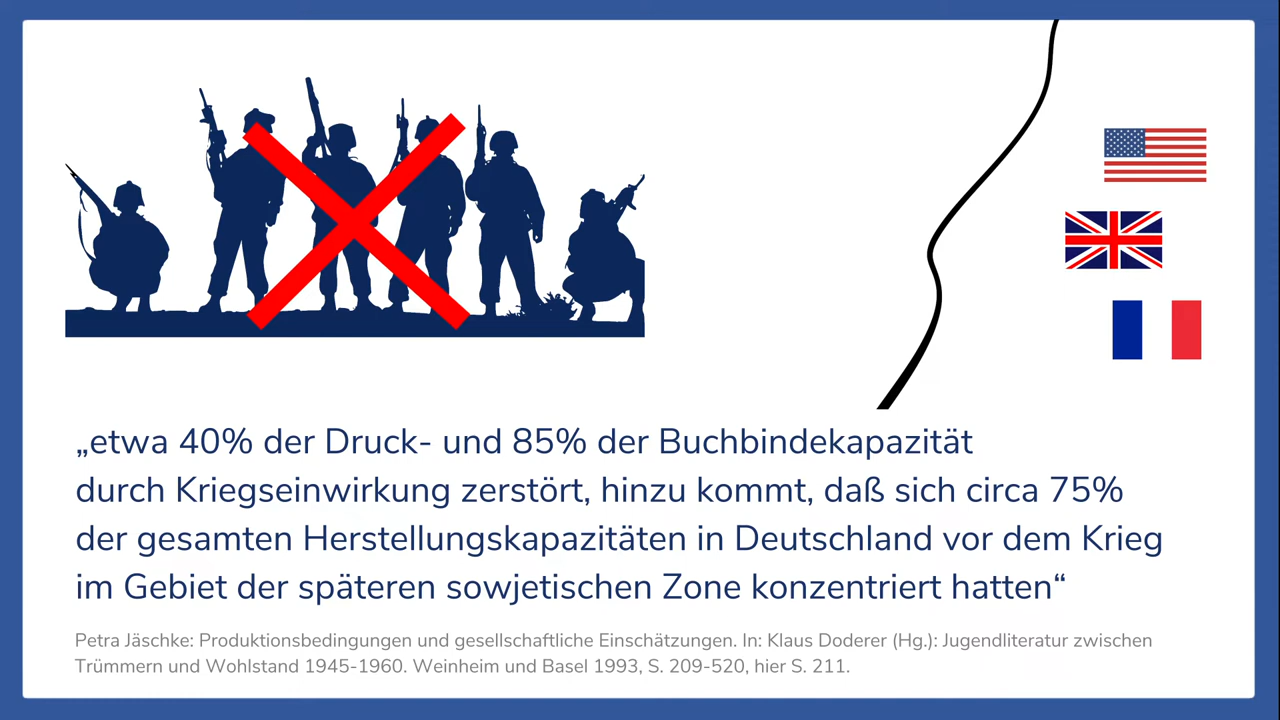 „etwa 40% der Druck- und 85% der Buchbindekapazität
durch Kriegseinwirkung zerstört, hinzu kommt, daß sich circa 75%
der gesamten Herstellungskapazitäten in Deutschland vor dem Krieg
im Gebiet der späteren sowjetischen Zone konzentriert hatten“
Petra Jäschke: Produktionsbedingungen und gesellschaftliche Einschätzungen. In: Klaus Doderer (Hg.): Jugendliteratur zwischen
Trümmern und Wohlstand 1945-1960. Weinheim und Basel 1993, S. 209-520, hier S. 211.